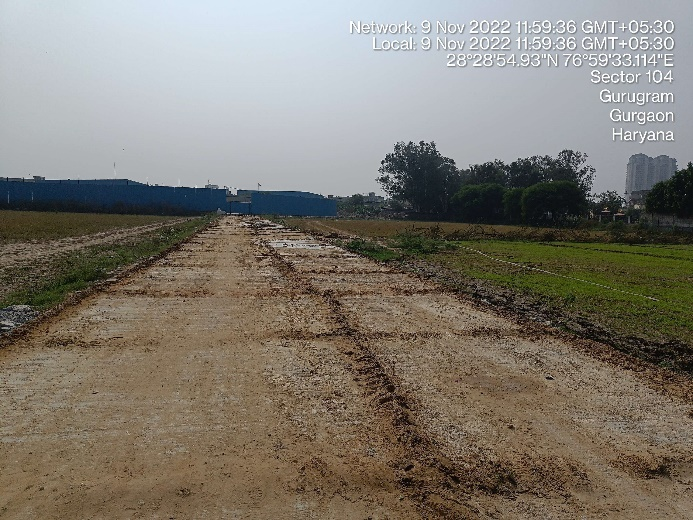 Network: 9 Nov 2022 11:59:36 GMT+05:30
Local: 9 Nov 2022 11:59:36 GMT+05:30
28°28'54.93"N 76°59'33.114"E
Sector 104
Gurugram
Gurgaon
Haryana